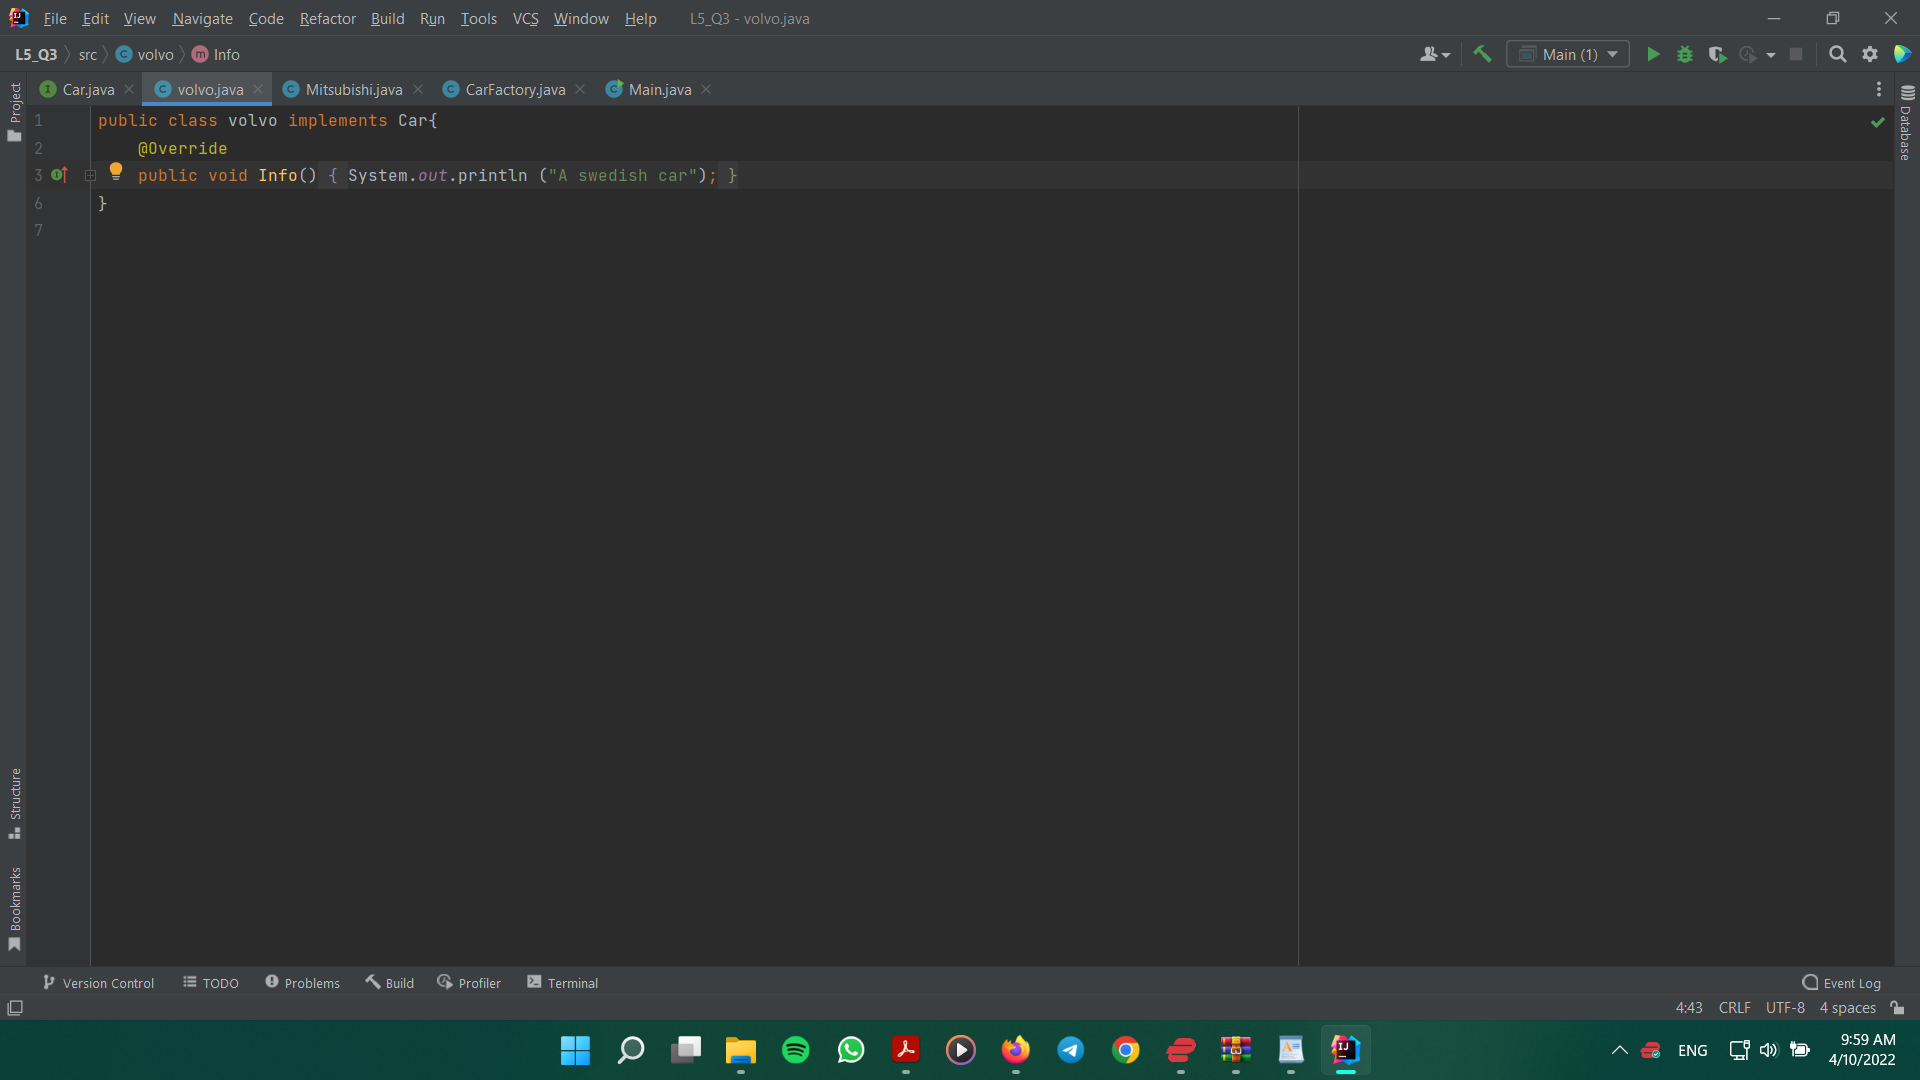 File Edit View Navigate Code Refactor Build Run Tools VCS Window Help L5_Q3 - volvo.java
L5_Q3 src volvo Info Main (1)
Car.java volvo.java Mitsubishi.java CarFactory.java Main.java
Project
Database
1 public class volvo implements Car{
2 @Override
3 public void Info() { System.out.println ("A swedish car"); }
6 }
7
Structure
Bookmarks
Version Control TODO Problems Build Profiler Terminal Event Log
4:43 CRLF UTF-8 4 spaces
ENG 9:59 AM
4/10/2022